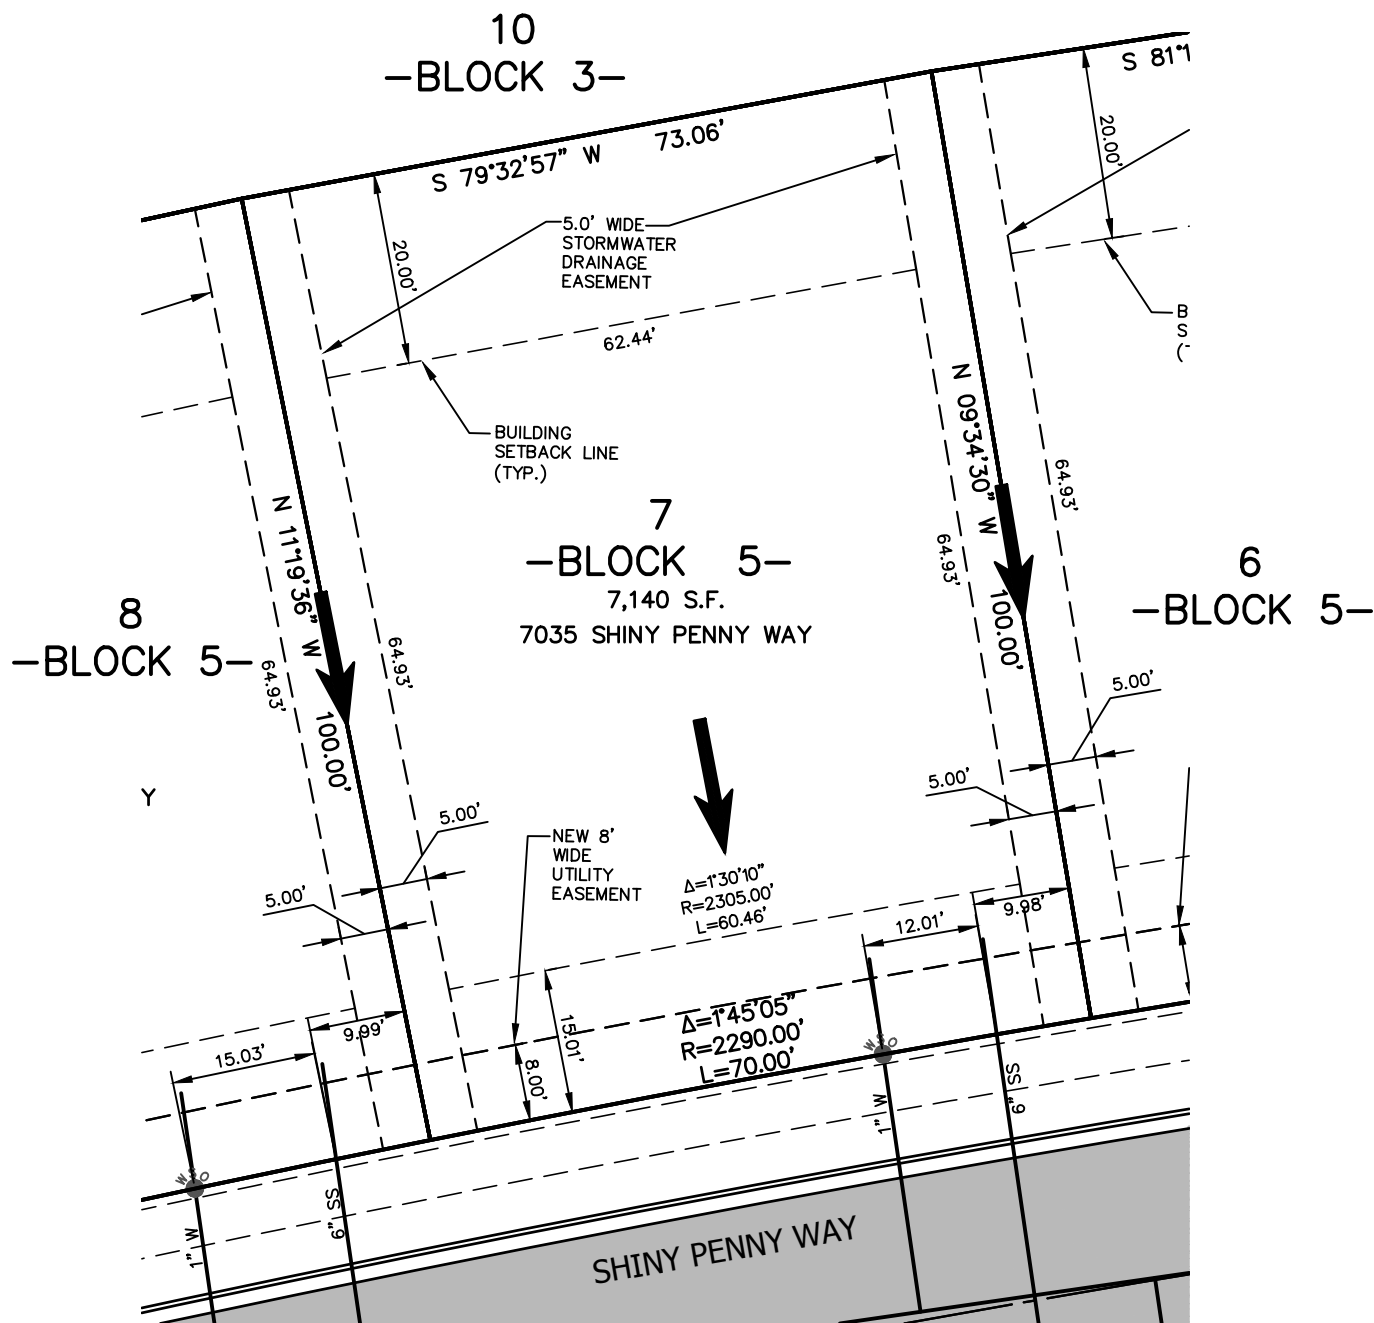 10
-BLOCK 3-
S 79°32'57" W 73.06'
S 81°1
20.00'
20.00'
5.0' WIDE
STORMWATER
DRAINAGE
EASEMENT
62.44'
B
S
(
BUILDING
SETBACK LINE
(TYP.)
N 11°19'36" W 100.00'
N 09°34'30" W 100.00'
64.93'
64.93'
64.93'
64.93'
7
-BLOCK 5-
7,140 S.F.
7035 SHINY PENNY WAY
8
-BLOCK 5-
6
-BLOCK 5-
5.00'
5.00'
5.00'
5.00'
Y
NEW 8'
WIDE
UTILITY
EASEMENT
Δ=1°30'10"
R=2305.00'
L=60.46'
12.01'
9.98'
15.03'
9.99'
15.01'
8.00'
Δ=1°45'05"
R=2290.00'
L=70.00'
1" W
6" SS
1" W
6" SS
SHINY PENNY WAY